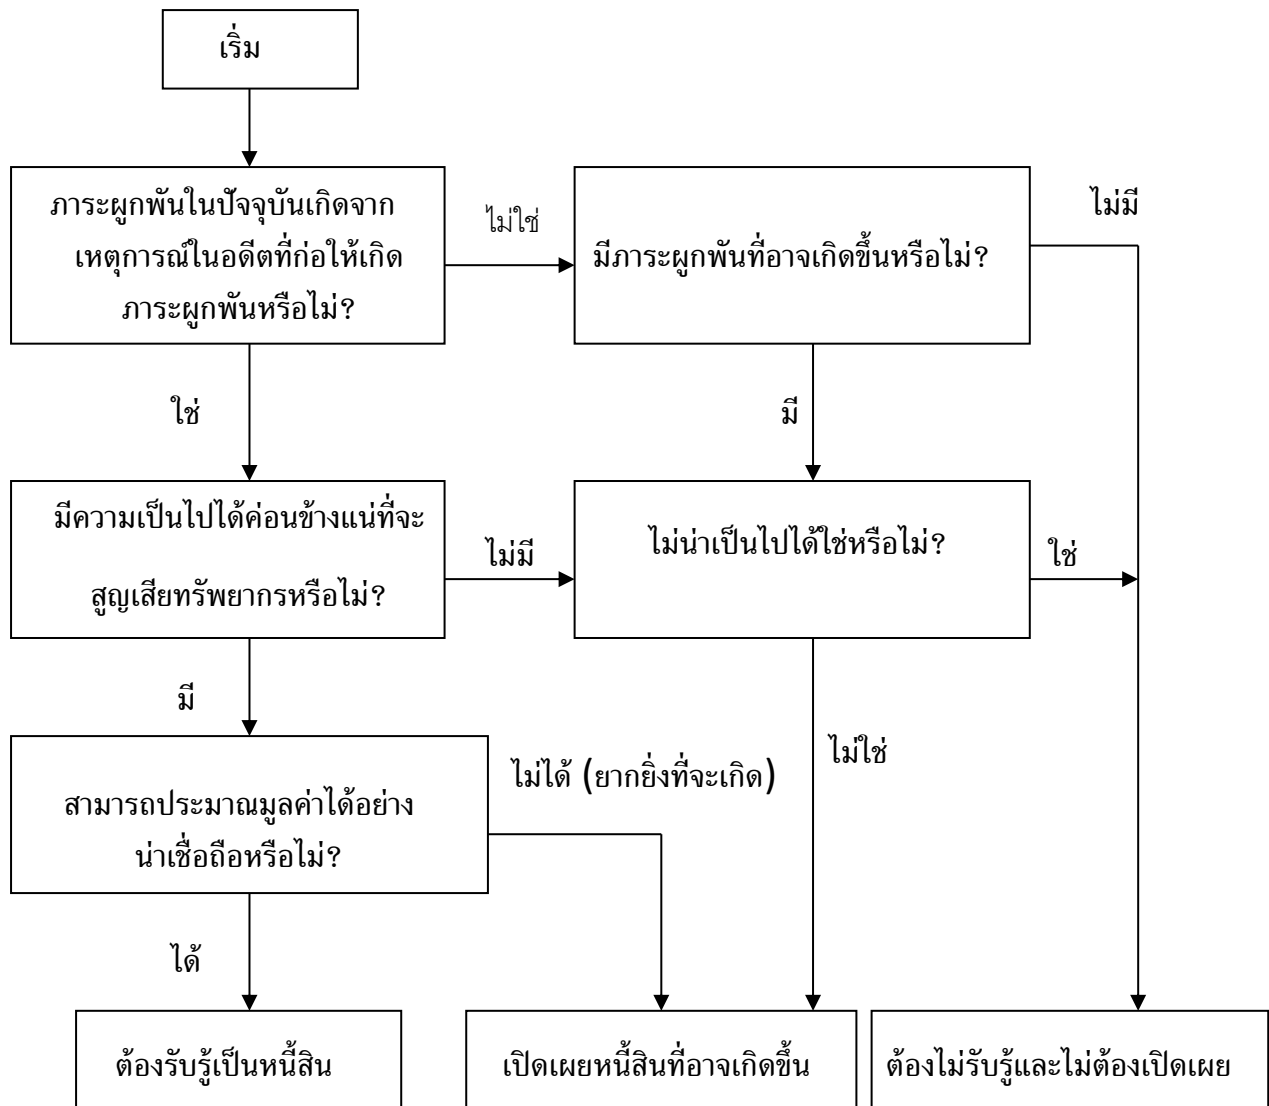 เริ่ม
ภาระผูกพันในปัจจุบันเกิดจาก
เหตุการณ์ในอดีตที่ก่อให้เกิด
ภาระผูกพันหรือไม่?
ไม่ใช่
มีภาระผูกพันที่อาจเกิดขึ้นหรือไม่?
ไม่มี
ใช่
มี
มีความเป็นไปได้ค่อนข้างแน่ที่จะ
สูญเสียทรัพยากรหรือไม่?
ไม่มี
ไม่น่าเป็นไปได้ใช่หรือไม่?
ใช่
มี
สามารถประมาณมูลค่าได้อย่าง
น่าเชื่อถือหรือไม่?
ไม่ได้ (ยากยิ่งที่จะเกิด)
ไม่ใช่
ได้
ต้องรับรู้เป็นหนี้สิน
เปิดเผยหนี้สินที่อาจเกิดขึ้น
ต้องไม่รับรู้และไม่ต้องเปิดเผย